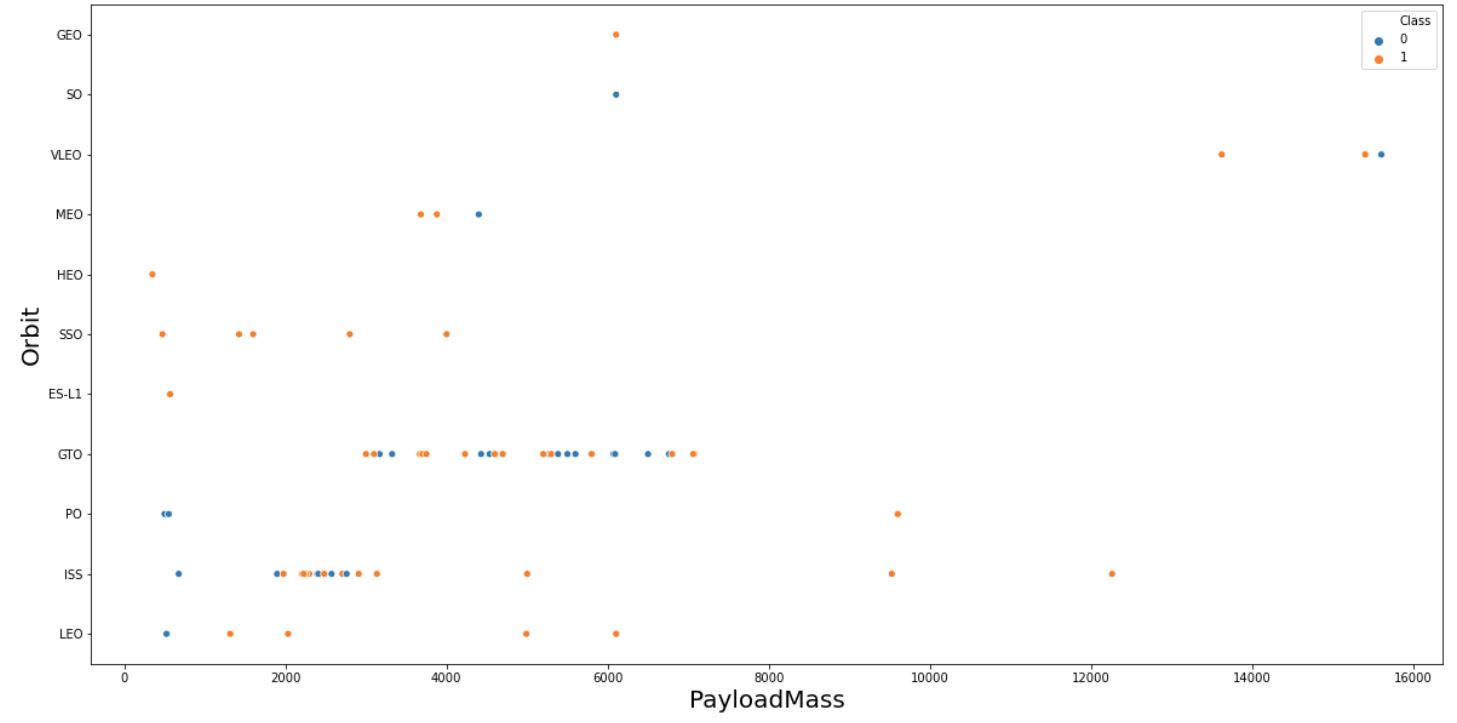 Class
0
1
GEO
SO
VLEO
MEO
HEO
SSO
ES-L1
GTO
PO
ISS
LEO
Orbit
0 2000 4000 6000 8000 10000 12000 14000 16000
PayloadMass